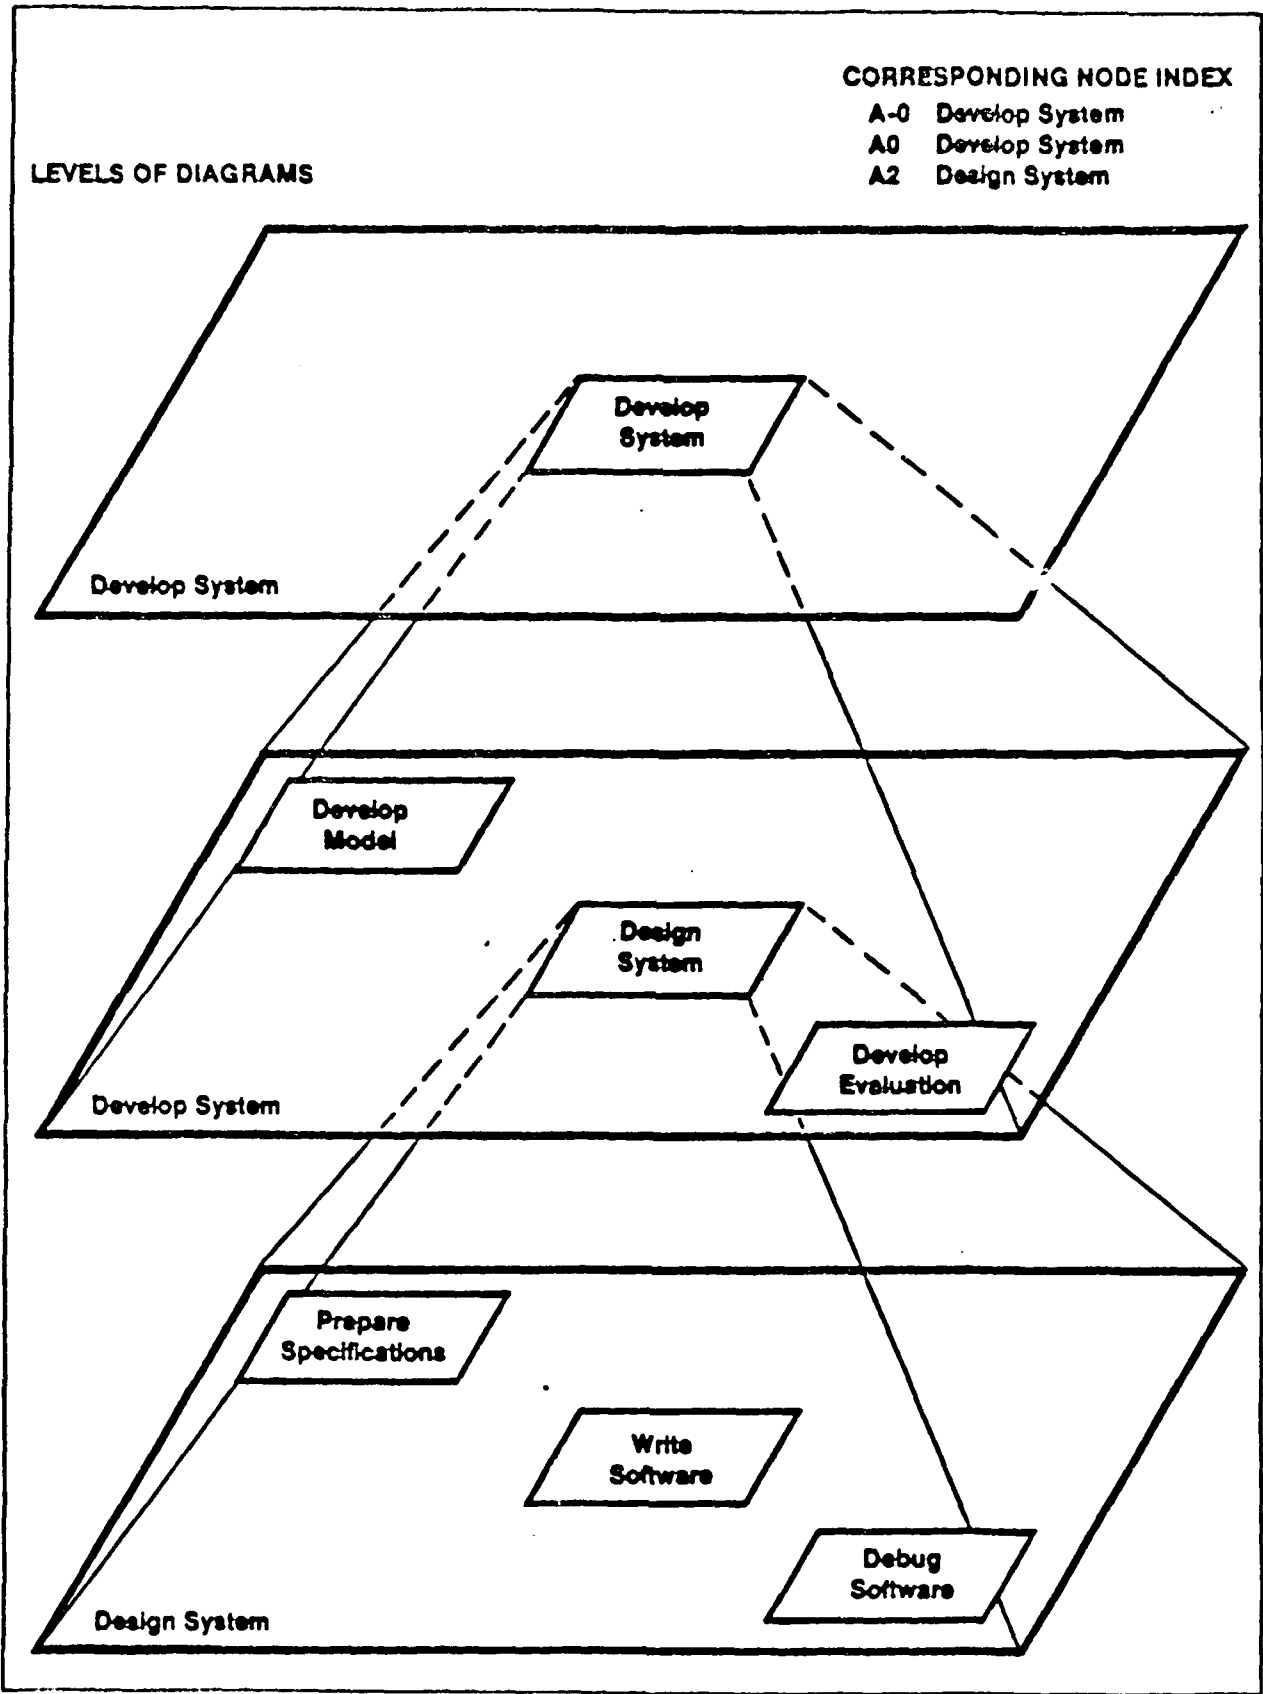 CORRESPONDING NODE INDEX
A-0 Develop System
A0 Develop System
A2 Design System
LEVELS OF DIAGRAMS
Develop
System
Develop System
Develop
Model
Design
System
Develop
Evaluation
Develop System
Prepare
Specifications
Write
Software
Debug
Software
Design System